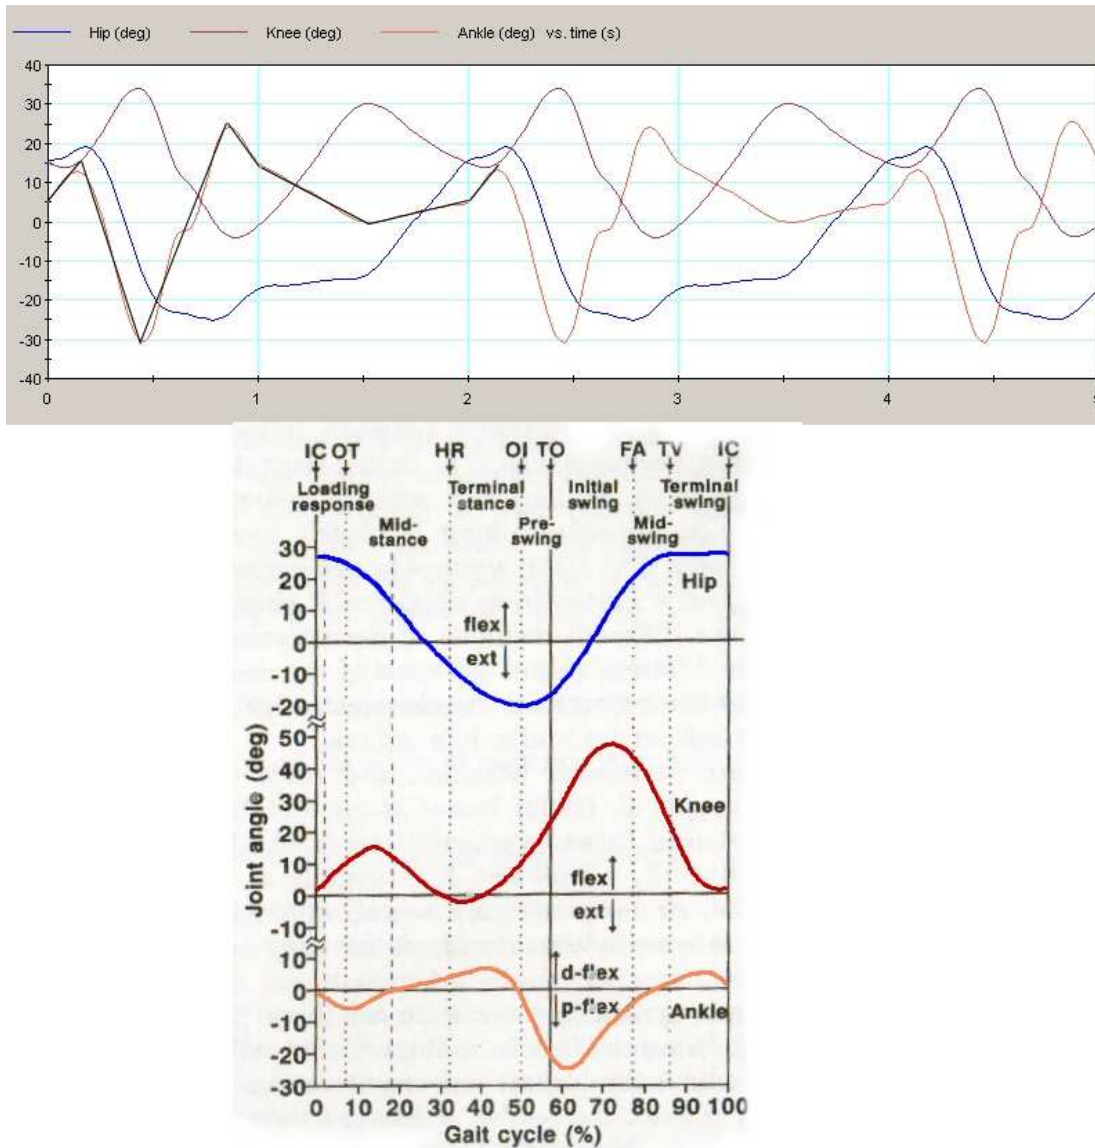 Hip (deg) Knee (deg) Ankle (deg) vs. time (s)
40
30
20
10
0
-10
-20
-30
-40
0 1 2 3 4 5
IC OT HR OI TO FA TV IC
Loading Terminal Initial Terminal
response stance swing swing
Mid- Pre- Mid-
stance swing swing
30
20
10
0
-10
-20
flex
ext
Hip
50
40
30
20
10
0
-10
flex
ext
Knee
10
0
-10
-20
-30
d-flex
p-flex
Ankle
Joint angle (deg)
0 10 20 30 40 50 60 70 80 90 100
Gait cycle (%)